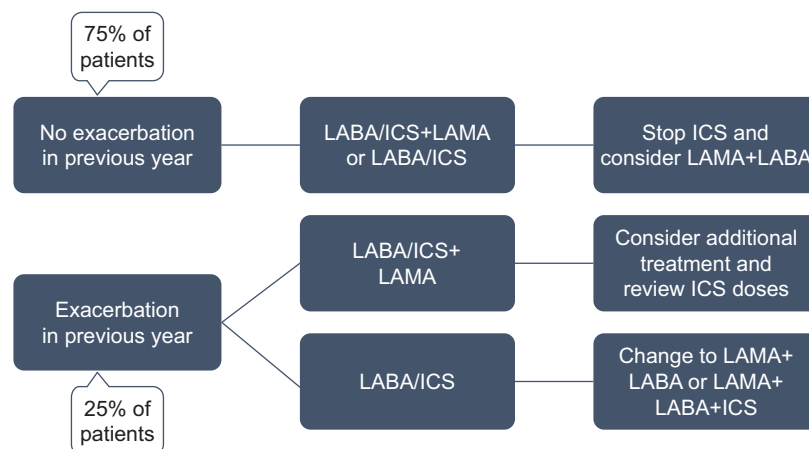 75% of
patients
No exacerbation
in previous year
LABA/ICS+LAMA
or LABA/ICS
Stop ICS and
consider LAMA+LABA
Exacerbation
in previous year
25% of
patients
LABA/ICS+
LAMA
Consider additional
treatment and
review ICS doses
LABA/ICS
Change to LAMA+
LABA or LAMA+
LABA+ICS